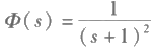 Φ(s) = 1 / (s+1)²